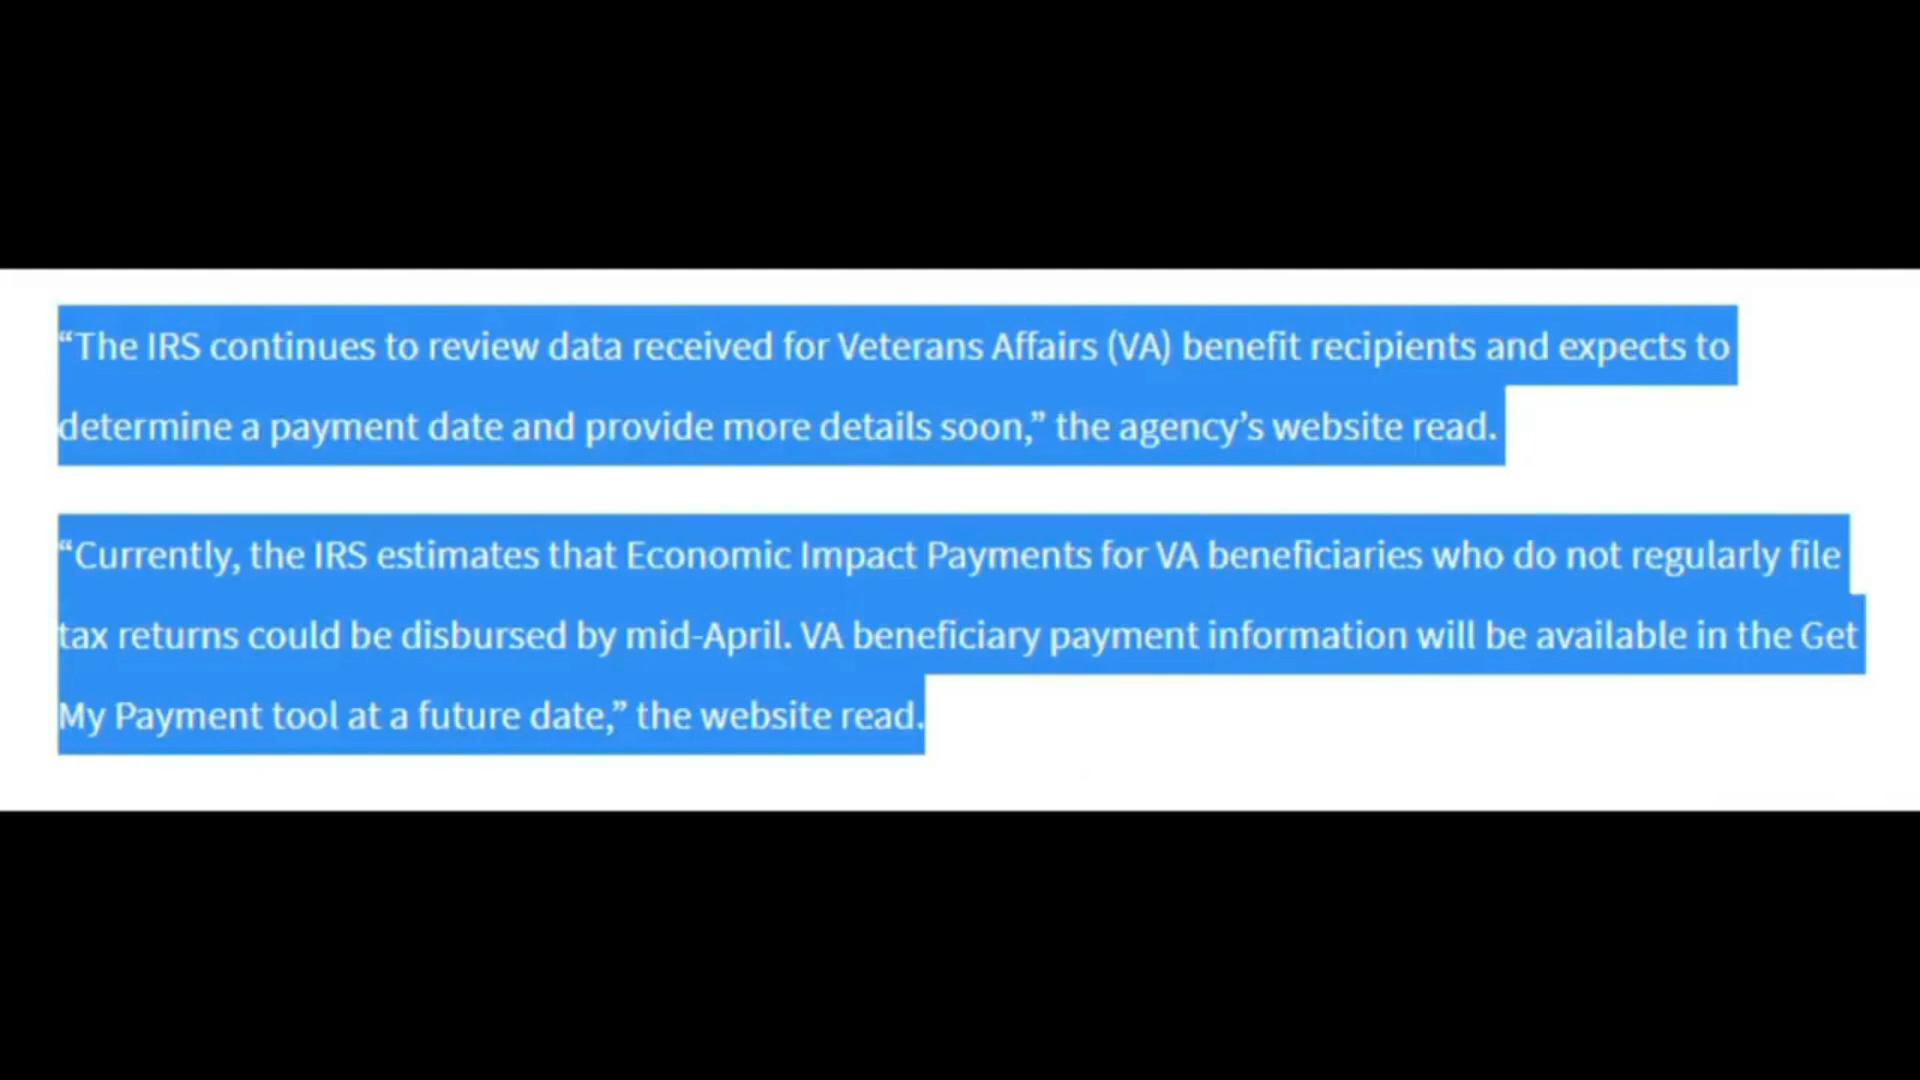 “The IRS continues to review data received for Veterans Affairs (VA) benefit recipients and expects to
determine a payment date and provide more details soon,” the agency’s website read.
“Currently, the IRS estimates that Economic Impact Payments for VA beneficiaries who do not regularly file
tax returns could be disbursed by mid-April. VA beneficiary payment information will be available in the Get
My Payment tool at a future date,” the website read.